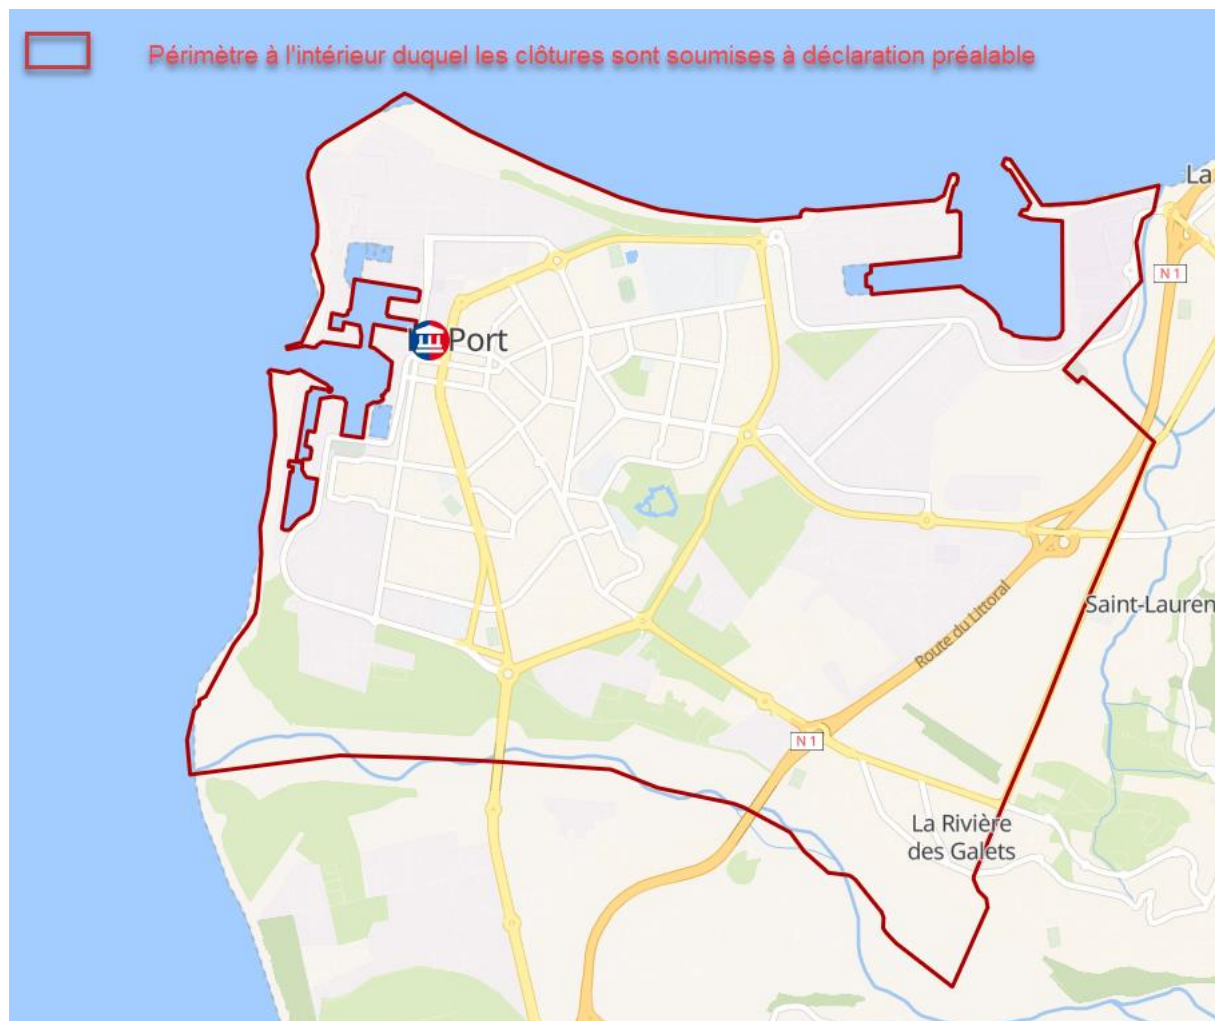 Périmètre à l'intérieur duquel les clôtures sont soumises à déclaration préalable
La
N 1
Port
Saint-Lauren
Route du Littoral
N 1
La Rivière
des Galets